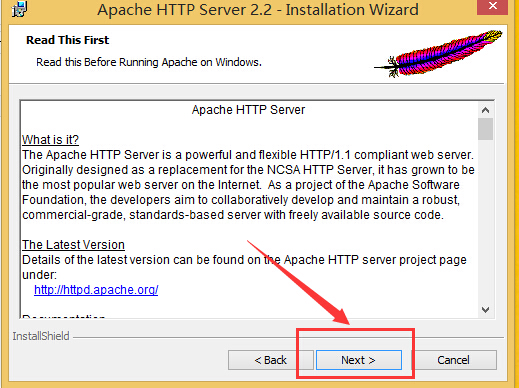 Apache HTTP Server 2.2 - Installation Wizard
Read This First
Read this Before Running Apache on Windows.
Apache HTTP Server
What is it?
The Apache HTTP Server is a powerful and flexible HTTP/1.1 compliant web server.
Originally designed as a replacement for the NCSA HTTP Server, it has grown to be
the most popular web server on the Internet. As a project of the Apache Software
Foundation, the developers aim to collaboratively develop and maintain a robust,
commercial-grade, standards-based server with freely available source code.
The Latest Version
Details of the latest version can be found on the Apache HTTP server project page
under:
http://httpd.apache.org/
Documentation
InstallShield
< Back
Next >
Cancel